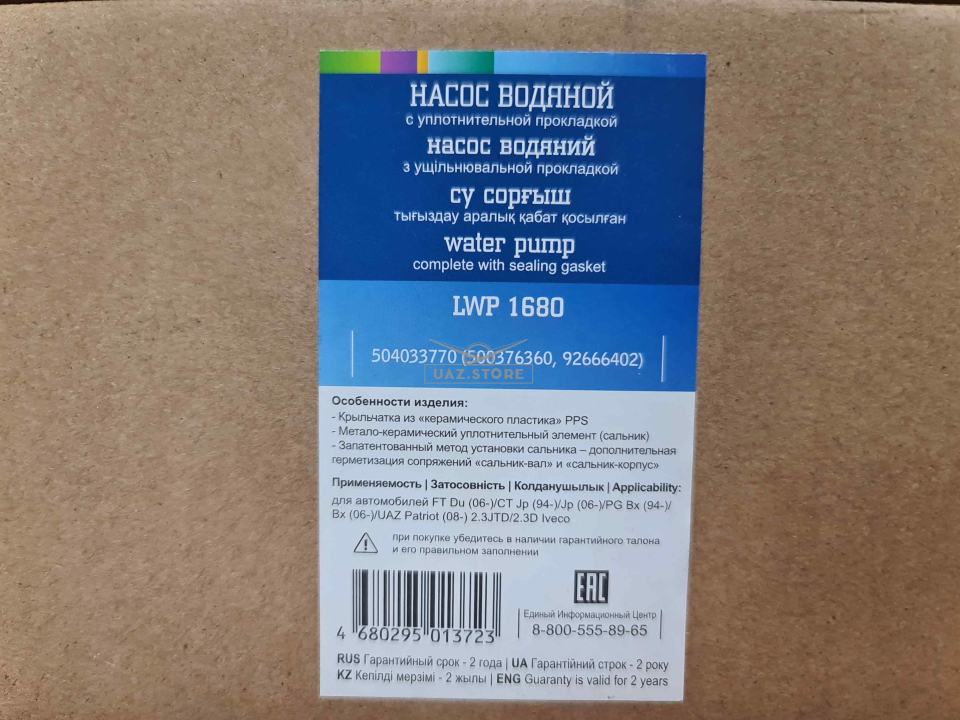 НАСОС ВОДЯНОЙ
с уплотнительной прокладкой
насос водяний
з ущільнювальной прокладкой
су сорғыш
тығыздау аралық қабат қосылған
water pump
complete with sealing gasket
LWP 1680
504033770 (500376360, 92666402)
UAZ.STORE
Особенности изделия:
- Крыльчатка из «керамического пластика» PPS
- Метало-керамический уплотнительный элемент (сальник)
- Запатентованный метод установки сальника – дополнительная
герметизация сопряжений «сальник-вал» и «сальник-корпус»
Применяемость | Затосовність | Колданушылык | Applicability:
для автомобилей FT Du (06-)/CT Jp (94-)/Jp (06-)/PG Bx (94-)/
Bx (06-)/UAZ Patriot (08-) 2.3JTD/2.3D Iveco
при покупке убедитесь в наличии гарантийного талона
и его правильном заполнении
EAC
Единый Информационный Центр
8-800-555-89-65
4 680295 013723
RUS Гарантийный срок - 2 года | UA Гарантійний строк - 2 року
KZ Кепілді мерзімі - 2 жылы | ENG Guaranty is valid for 2 years